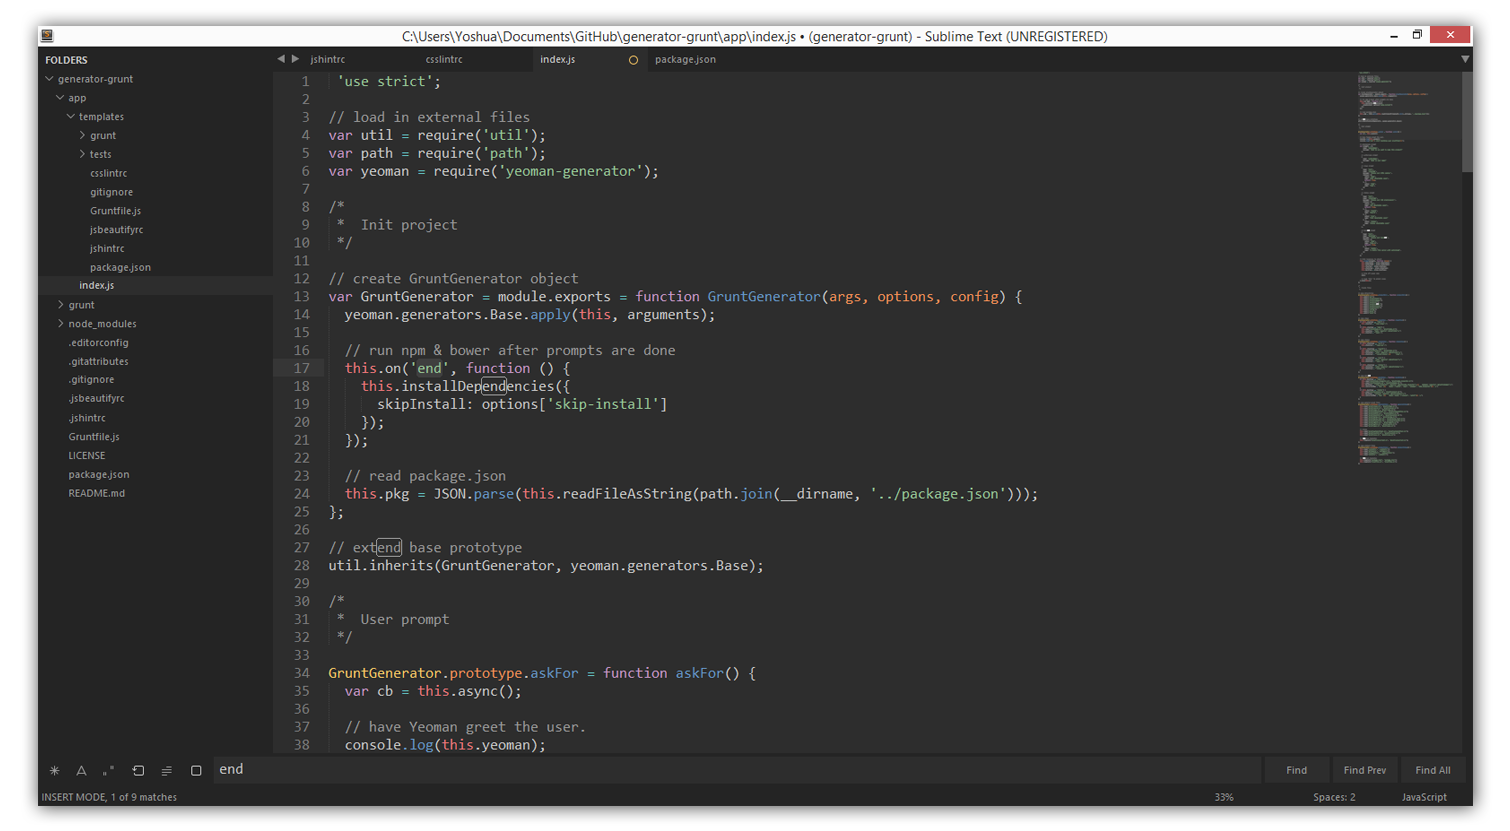 C:\Users\Yoshua\Documents\GitHub\generator-grunt\app\index.js • (generator-grunt) - Sublime Text (UNREGISTERED)
FOLDERS
generator-grunt
app
templates
grunt
tests
csslintrc
gitignore
Gruntfile.js
jsbeautifyrc
jshintrc
package.json
index.js
grunt
node_modules
.editorconfig
.gitattributes
.gitignore
.jsbeautifyrc
.jshintrc
Gruntfile.js
LICENSE
package.json
README.md
jshintrc csslintrc index.js package.json
1 'use strict';
2
3 // load in external files
4 var util = require('util');
5 var path = require('path');
6 var yeoman = require('yeoman-generator');
7
8 /*
9 * Init project
10 */
11
12 // create GruntGenerator object
13 var GruntGenerator = module.exports = function GruntGenerator(args, options, config) {
14 yeoman.generators.Base.apply(this, arguments);
15
16 // run npm & bower after prompts are done
17 this.on('end', function () {
18 this.installDependencies({
19 skipInstall: options['skip-install']
20 });
21 });
22
23 // read package.json
24 this.pkg = JSON.parse(this.readFileAsString(path.join(__dirname, '../package.json')));
25 };
26
27 // extend base prototype
28 util.inherits(GruntGenerator, yeoman.generators.Base);
29
30 /*
31 * User prompt
32 */
33
34 GruntGenerator.prototype.askFor = function askFor() {
35 var cb = this.async();
36
37 // have Yeoman greet the user.
38 console.log(this.yeoman);
end Find Find Prev Find All
INSERT MODE, 1 of 9 matches 33% Spaces: 2 JavaScript